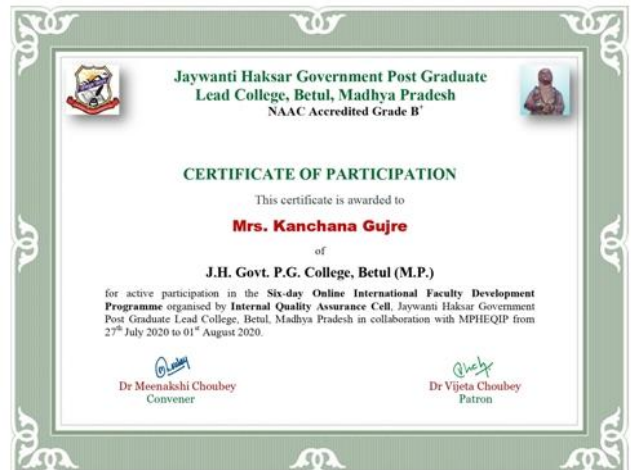 Jaywanti Haksar Government Post Graduate
Lead College, Betul, Madhya Pradesh
NAAC Accredited Grade B+
CERTIFICATE OF PARTICIPATION
This certificate is awarded to
Mrs. Kanchana Gujre
of
J.H. Govt. P.G. College, Betul (M.P.)
for active participation in the Six-day Online International Faculty Development
Programme organised by Internal Quality Assurance Cell, Jaywanti Haksar Government
Post Graduate Lead College, Betul, Madhya Pradesh in collaboration with MPHEQIP from
27th July 2020 to 01st August 2020.
Dr Meenakshi Choubey
Convener
Dr Vijeta Choubey
Patron